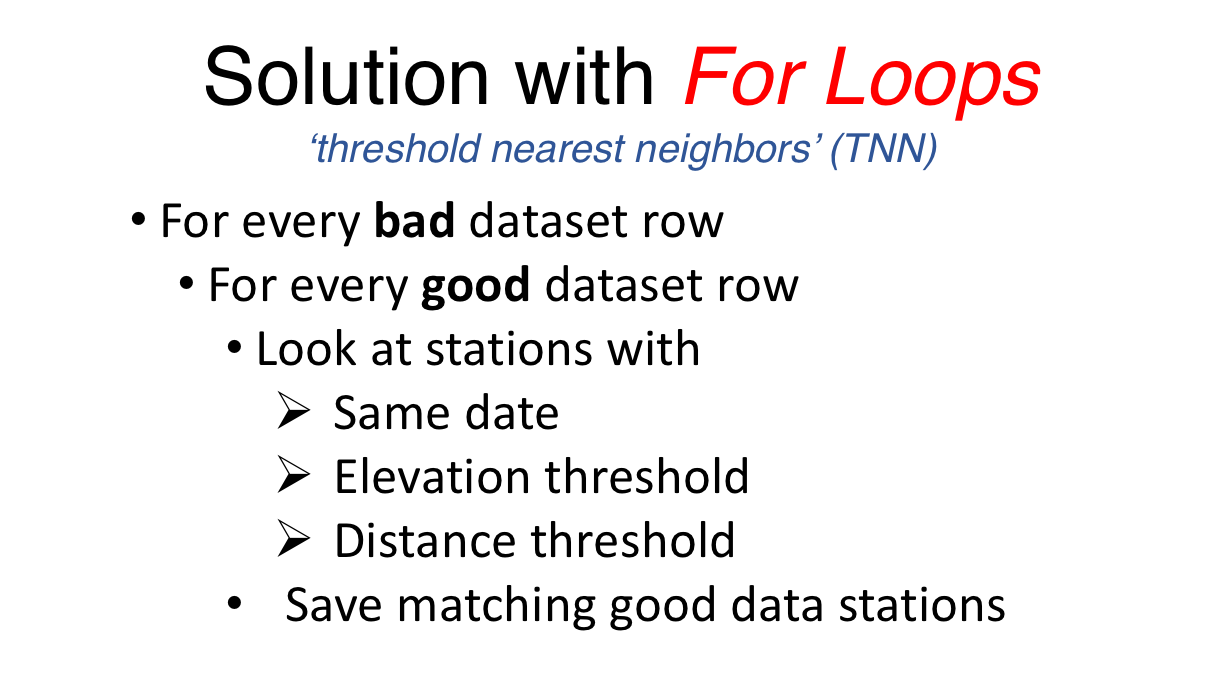 Solution with For Loops
‘threshold nearest neighbors’ (TNN)
• For every bad dataset row
• For every good dataset row
• Look at stations with
➢ Same date
➢ Elevation threshold
➢ Distance threshold
• Save matching good data stations